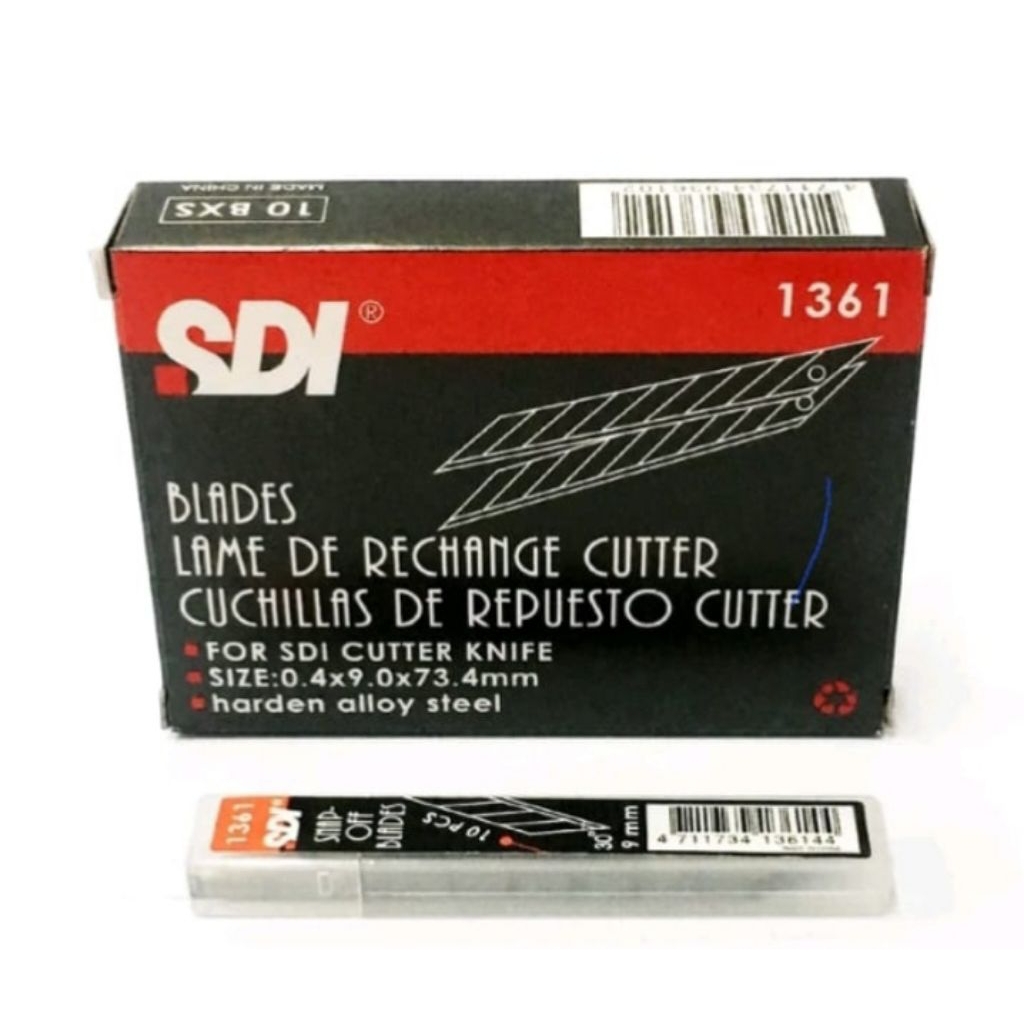 MADE IN CHINA
10 BXS
SDI®
1361
BLADES
LAME DE RECHANGE CUTTER
CUCHILLAS DE REPUESTO CUTTER
FOR SDI CUTTER KNIFE
SIZE:0.4x9.0x73.4mm
harden alloy steel
1361
SDI
SNAP-
OFF
BLADES
10PCS
30°
9 mm
4 711734 136144